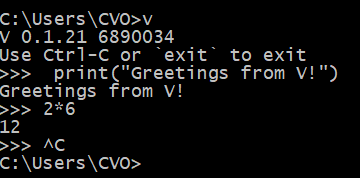 C:\Users\CVO>v
V 0.1.21 6890034
Use Ctrl-C or `exit` to exit
>>>  print("Greetings from V!")
Greetings from V!
>>> 2*6
12
>>> ^C
C:\Users\CVO>